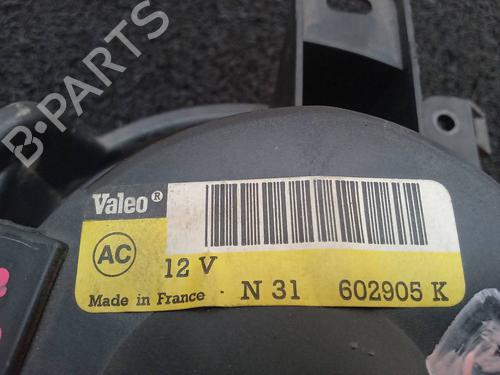 B-PARTS
Valeo®
AC
12 V
Made in France N 31 602905 K